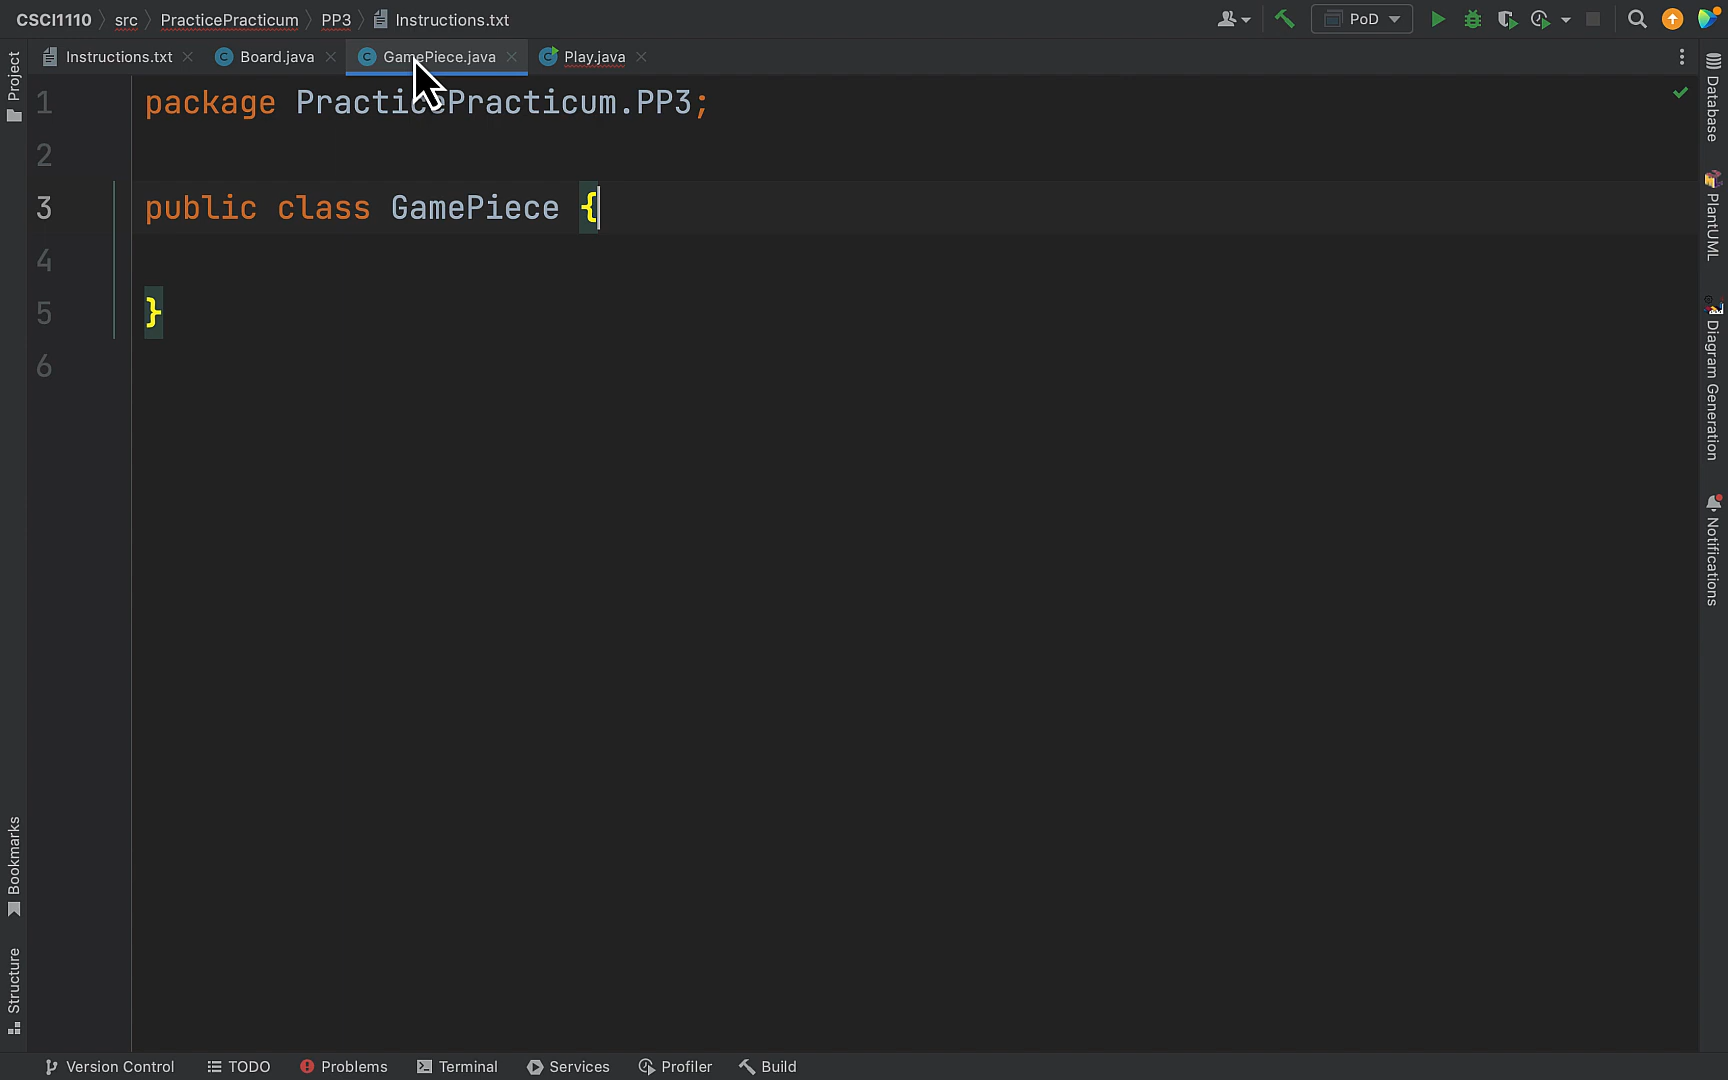 CSCI1110 src PracticePracticum PP3 Instructions.txt
PoD
Instructions.txt Board.java GamePiece.java Play.java
Project
1 package PracticePracticum.PP3;
2
3 public class GamePiece {
4
5 }
6
Database
PlantUML
Diagram Generation
Notifications
Bookmarks
Structure
Version Control TODO Problems Terminal Services Profiler Build